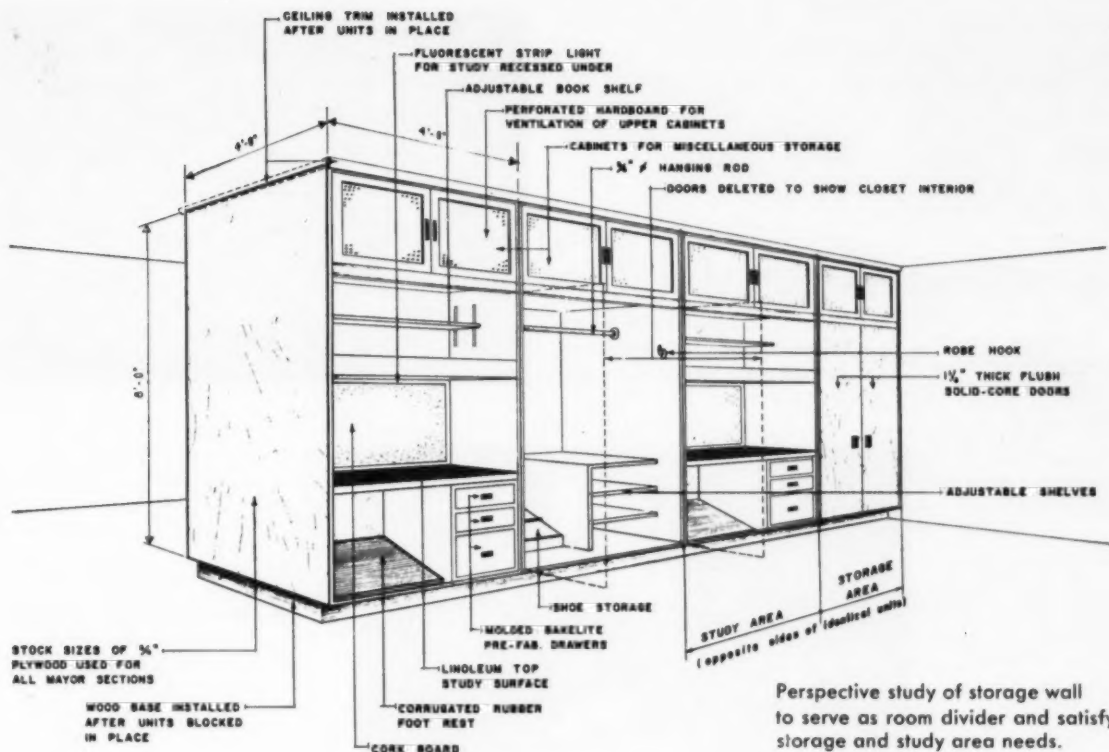 CEILING TRIM INSTALLED
AFTER UNITS IN PLACE
FLUORESCENT STRIP LIGHT
FOR STUDY RECESSED UNDER
ADJUSTABLE BOOK SHELF
PERFORATED HARDBOARD FOR
VENTILATION OF UPPER CABINETS
CABINETS FOR MISCELLANEOUS STORAGE
¾" ∅ HANGING ROD
DOORS DELETED TO SHOW CLOSET INTERIOR
ROBE HOOK
THICK FLUSH
SOLID-CORE DOORS
ADJUSTABLE SHELVES
STORAGE
AREA
STUDY AREA
(opposite sides of identical units)
SHOE STORAGE
MOLDED BAKELITE
PRE-FAB. DRAWERS
LINOLEUM TOP
STUDY SURFACE
STOCK SIZES OF ¾"
PLYWOOD USED FOR
ALL MAYOR SECTIONS
WOOD BASE INSTALLED
AFTER UNITS BLOCKED
IN PLACE
CORRUGATED RUBBER
FOOT REST
CORK BOARD
Perspective study of storage wall
to serve as room divider and satisfy
storage and study area needs.